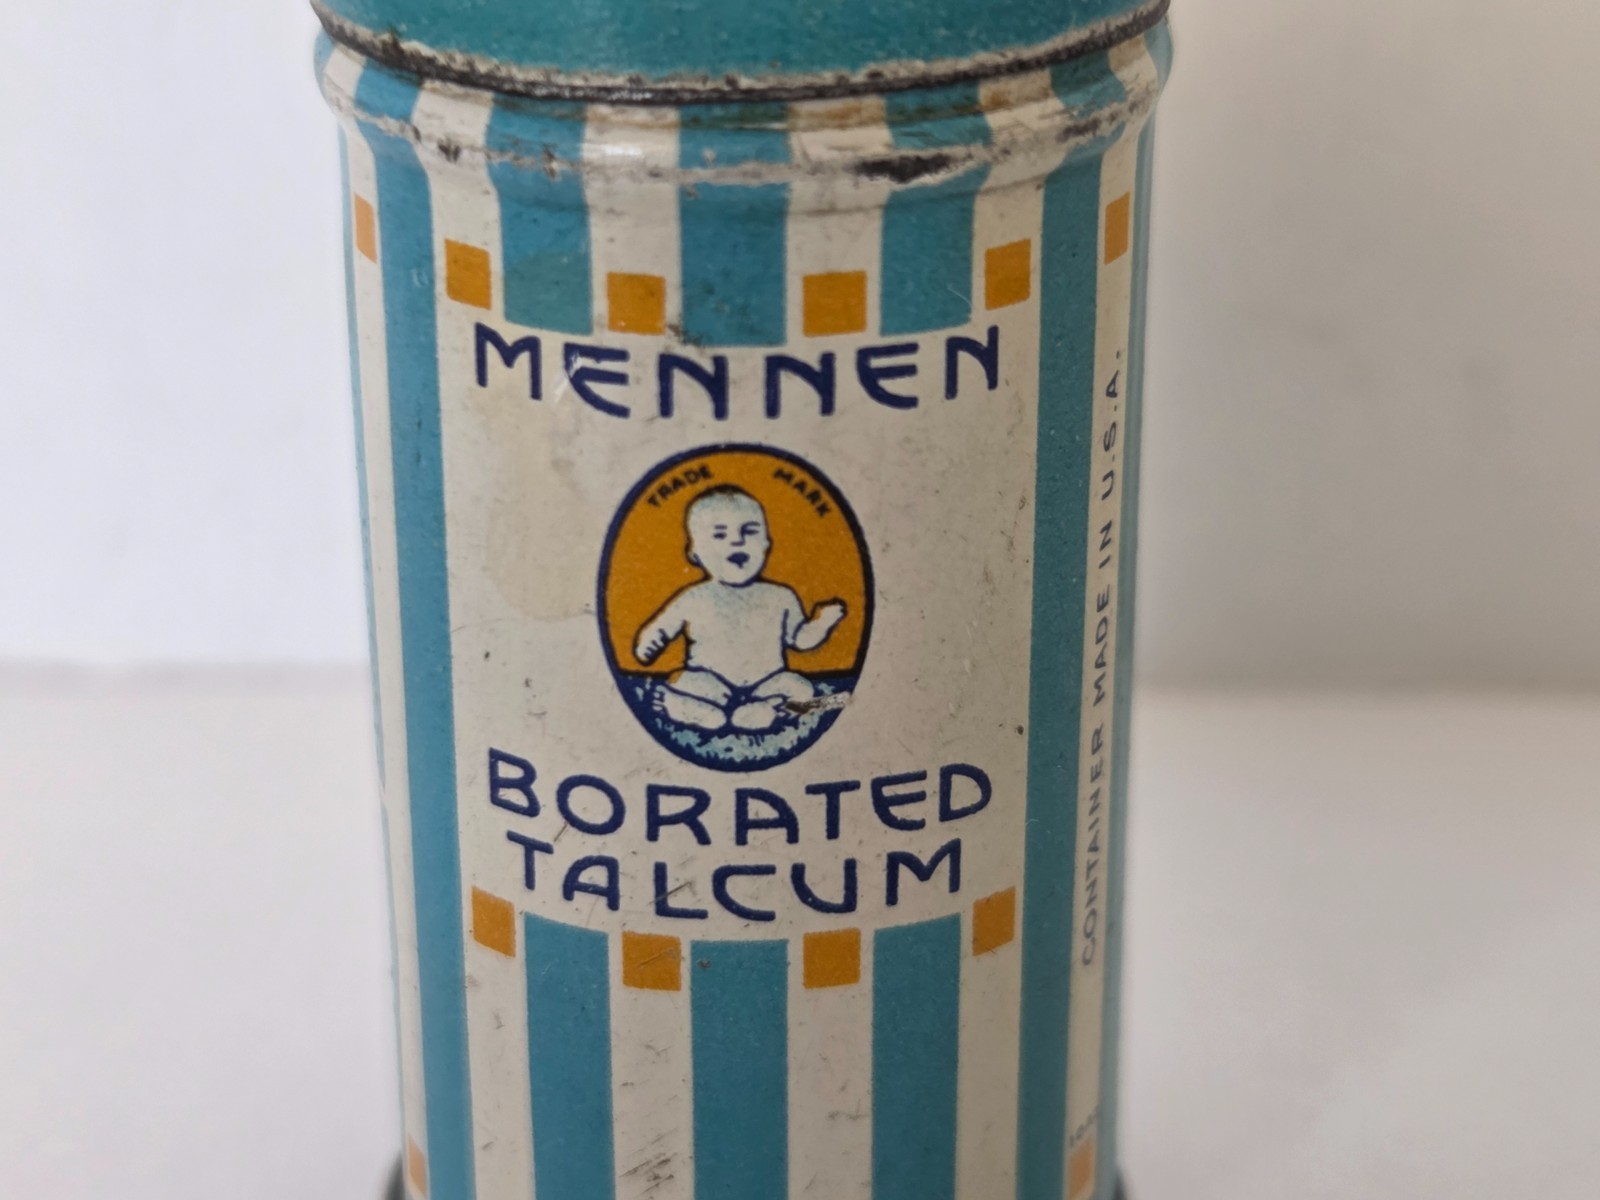 MENNEN
TRADE MARK
BORATED
TALCUM
CONTAINER MADE IN U.S.A.